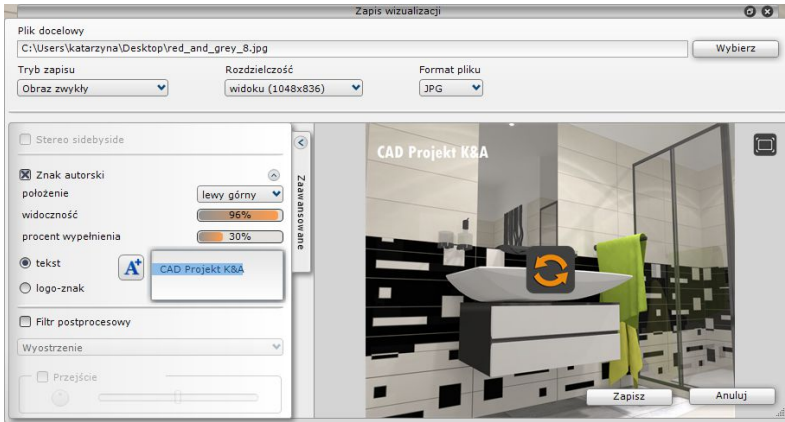 Zapis wizualizacji
Plik docelowy
C:\Users\katarzyna\Desktop\red_and_grey_8.jpg
Wybierz
Tryb zapisu Rozdzielczość Format pliku
Obraz zwykły widoku (1048x836) JPG
Stereo sidebyside
Znak autorski
położenie lewy górny
widoczność 96%
procent wypełnienia 30%
tekst A+ CAD Projekt K&A
logo-znak
Filtr postprocesowy
Wyostrzenie
Przejście
Zaawansowane
CAD Projekt K&A
Zapisz Anuluj